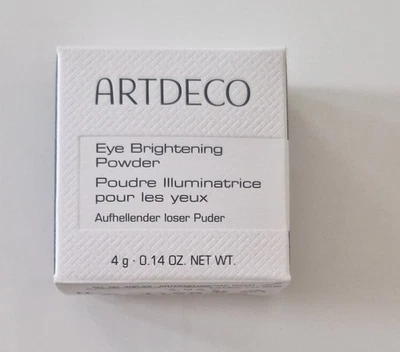 ARTDECO
Eye Brightening
Powder
Poudre Illuminatrice
pour les yeux
Aufhellender loser Puder
4 g · 0.14 OZ. NET WT.